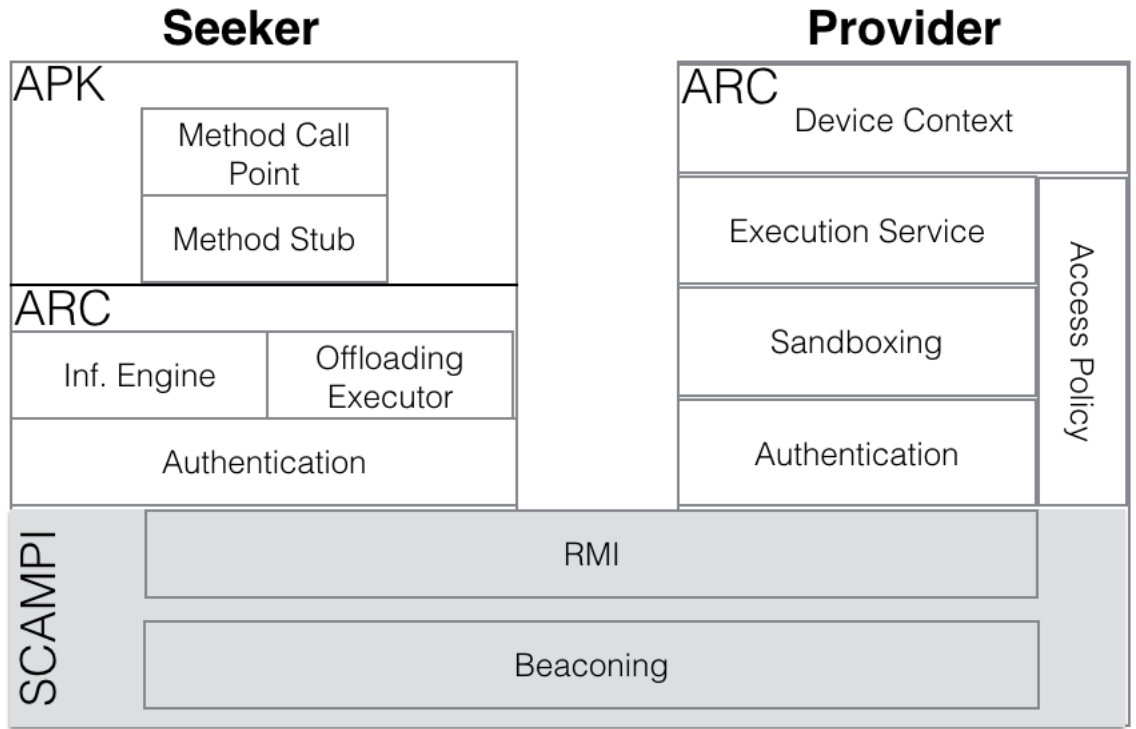 Seeker
Provider
APK
Method Call
Point
Method Stub
ARC
Inf. Engine
Offloading
Executor
Authentication
ARC
Device Context
Execution Service
Sandboxing
Authentication
Access Policy
SCAMPI
RMI
Beaconing